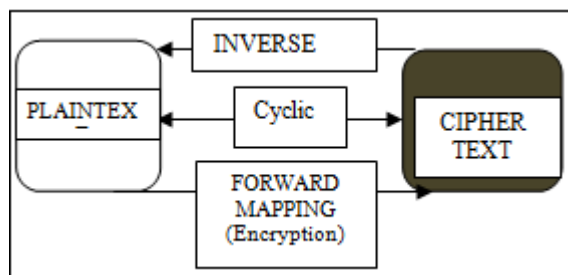 INVERSE
PLAINTEX
Cyclic
CIPHER
TEXT
FORWARD
MAPPING
(Encryption)